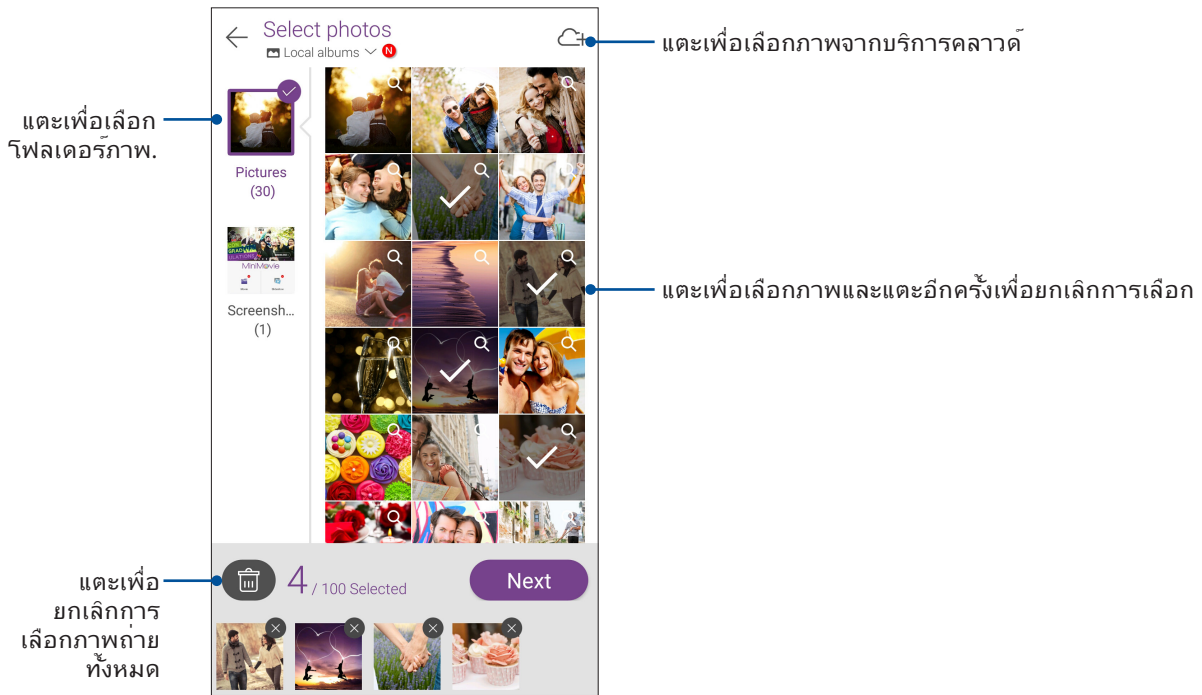 Select photos
Local albums
N
แตะเพื่อเลือกภาพจากบริการคลาวด์
แตะเพื่อเลือก
โฟลเดอร์ภาพ.
Pictures
(30)
MiniMovie
Screensh...
(1)
แตะเพื่อเลือกภาพและแตะอีกครั้งเพื่อยกเลิกการเลือก
แตะเพื่อ
ยกเลิกการ
เลือกภาพถ่าย
ทั้งหมด
4 / 100 Selected
Next